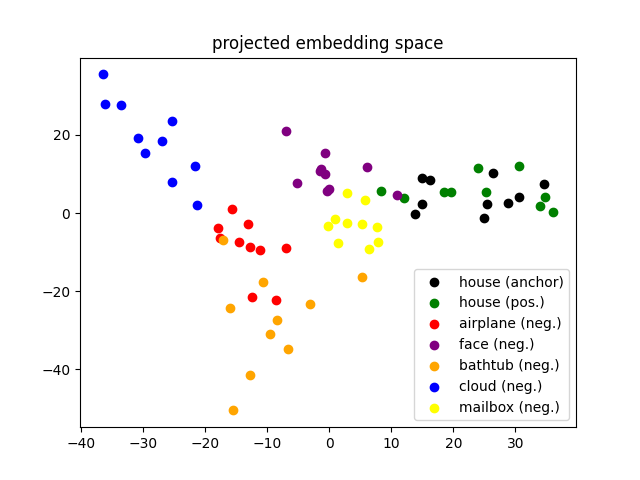 projected embedding space
20
0
−20
−40
−40
−30
−20
−10
0
10
20
30
house (anchor)
house (pos.)
airplane (neg.)
face (neg.)
bathtub (neg.)
cloud (neg.)
mailbox (neg.)